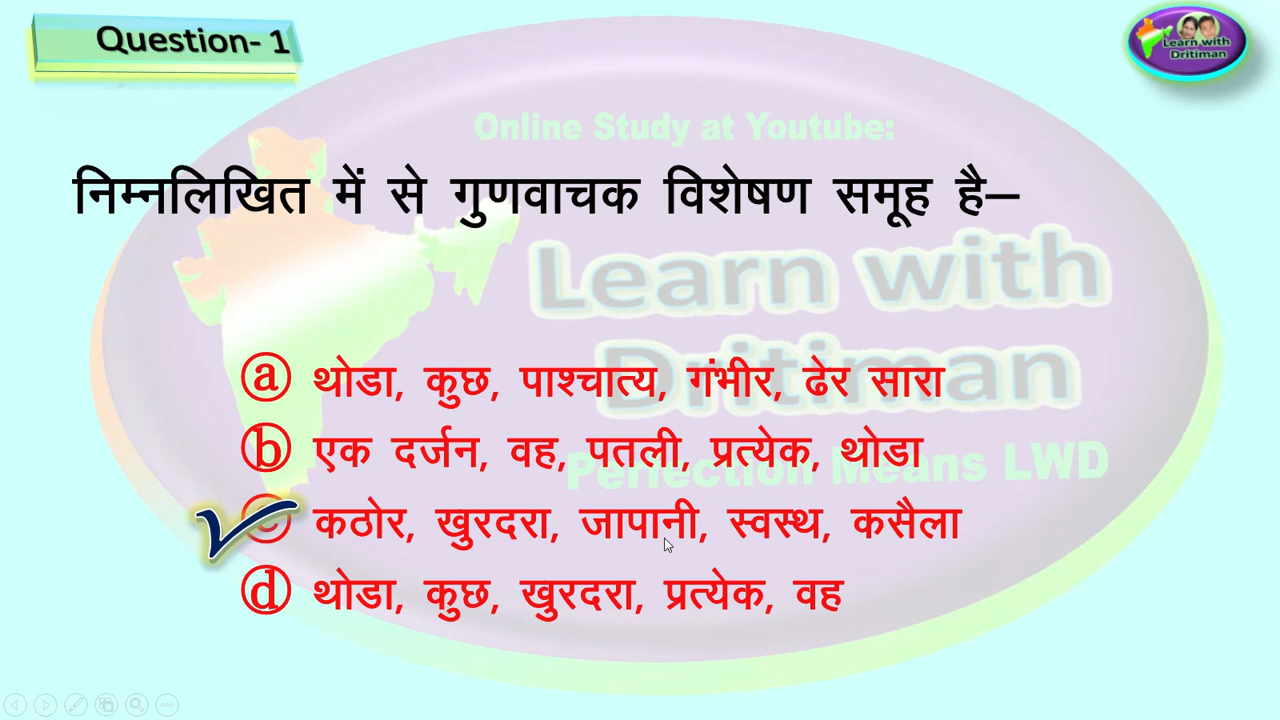 Question- 1
Learn with
Dritiman
Online Study at Youtube:
निम्नलिखित में से गुणवाचक विशेषण समूह है–
Learn with
Dritiman
ⓐ थोडा, कुछ, पाश्चात्य, गंभीर, ढेर सारा
ⓑ एक दर्जन, वह, पतली, प्रत्येक, थोडा
Perfection Means LWD
ⓒ कठोर, खुरदरा, जापानी, स्वस्थ, कसैला
ⓓ थोडा, कुछ, खुरदरा, प्रत्येक, वह